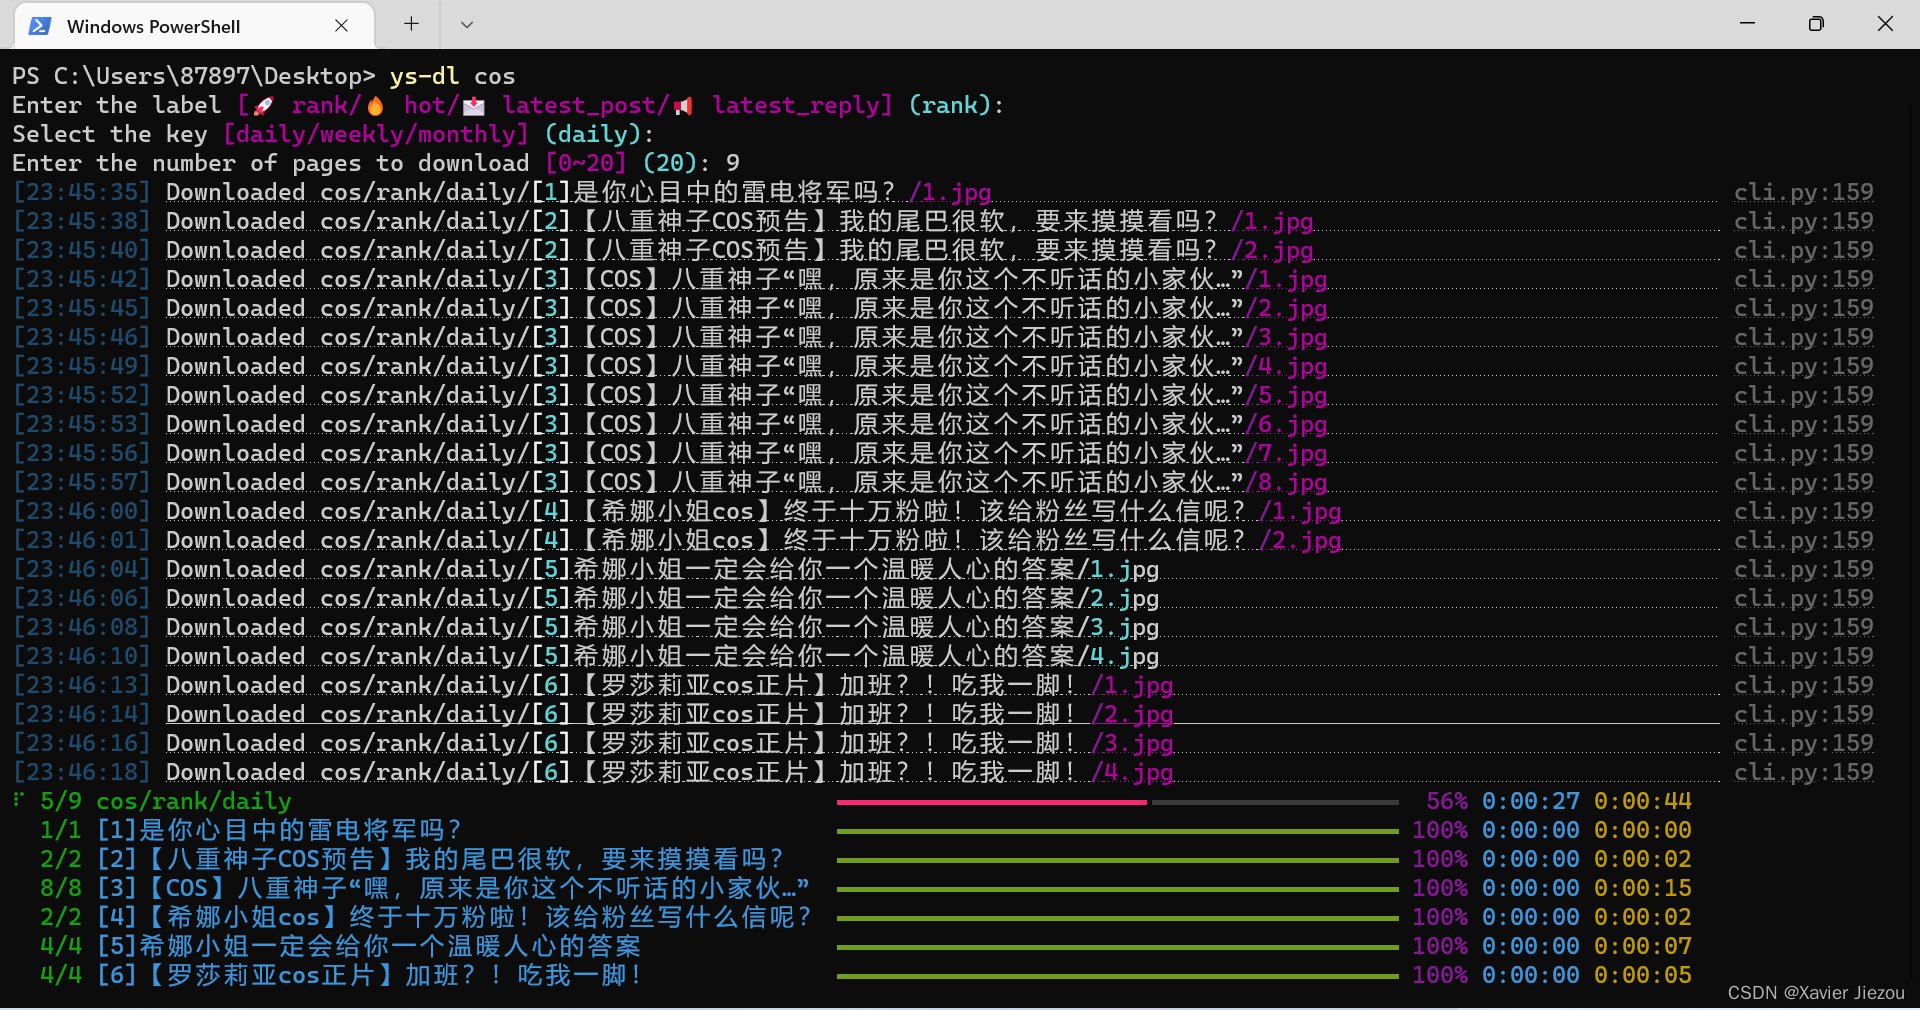 Windows PowerShell
PS C:\Users\87897\Desktop> ys-dl cos
Enter the label [🚀 rank/🔥 hot/📩 latest_post/📢 latest_reply] (rank):
Select the key [daily/weekly/monthly] (daily):
Enter the number of pages to download [0~20] (20): 9
[23:45:35] Downloaded cos/rank/daily/[1]是你心目中的雷电将军吗？/1.jpg cli.py:159
[23:45:38] Downloaded cos/rank/daily/[2]【八重神子COS预告】我的尾巴很软，要来摸摸看吗？/1.jpg cli.py:159
[23:45:40] Downloaded cos/rank/daily/[2]【八重神子COS预告】我的尾巴很软，要来摸摸看吗？/2.jpg cli.py:159
[23:45:42] Downloaded cos/rank/daily/[3]【COS】八重神子“嘿，原来是你这个不听话的小家伙…”/1.jpg cli.py:159
[23:45:45] Downloaded cos/rank/daily/[3]【COS】八重神子“嘿，原来是你这个不听话的小家伙…”/2.jpg cli.py:159
[23:45:46] Downloaded cos/rank/daily/[3]【COS】八重神子“嘿，原来是你这个不听话的小家伙…”/3.jpg cli.py:159
[23:45:49] Downloaded cos/rank/daily/[3]【COS】八重神子“嘿，原来是你这个不听话的小家伙…”/4.jpg cli.py:159
[23:45:52] Downloaded cos/rank/daily/[3]【COS】八重神子“嘿，原来是你这个不听话的小家伙…”/5.jpg cli.py:159
[23:45:53] Downloaded cos/rank/daily/[3]【COS】八重神子“嘿，原来是你这个不听话的小家伙…”/6.jpg cli.py:159
[23:45:56] Downloaded cos/rank/daily/[3]【COS】八重神子“嘿，原来是你这个不听话的小家伙…”/7.jpg cli.py:159
[23:45:57] Downloaded cos/rank/daily/[3]【COS】八重神子“嘿，原来是你这个不听话的小家伙…”/8.jpg cli.py:159
[23:46:00] Downloaded cos/rank/daily/[4]【希娜小姐cos】终于十万粉啦！该给粉丝写什么信呢？/1.jpg cli.py:159
[23:46:01] Downloaded cos/rank/daily/[4]【希娜小姐cos】终于十万粉啦！该给粉丝写什么信呢？/2.jpg cli.py:159
[23:46:04] Downloaded cos/rank/daily/[5]希娜小姐一定会给你一个温暖人心的答案/1.jpg cli.py:159
[23:46:06] Downloaded cos/rank/daily/[5]希娜小姐一定会给你一个温暖人心的答案/2.jpg cli.py:159
[23:46:08] Downloaded cos/rank/daily/[5]希娜小姐一定会给你一个温暖人心的答案/3.jpg cli.py:159
[23:46:10] Downloaded cos/rank/daily/[5]希娜小姐一定会给你一个温暖人心的答案/4.jpg cli.py:159
[23:46:13] Downloaded cos/rank/daily/[6]【罗莎莉亚cos正片】加班？！吃我一脚！/1.jpg cli.py:159
[23:46:14] Downloaded cos/rank/daily/[6]【罗莎莉亚cos正片】加班？！吃我一脚！/2.jpg cli.py:159
[23:46:16] Downloaded cos/rank/daily/[6]【罗莎莉亚cos正片】加班？！吃我一脚！/3.jpg cli.py:159
[23:46:18] Downloaded cos/rank/daily/[6]【罗莎莉亚cos正片】加班？！吃我一脚！/4.jpg cli.py:159
5/9 cos/rank/daily 56% 0:00:27 0:00:44
1/1 [1]是你心目中的雷电将军吗？ 100% 0:00:00 0:00:00
2/2 [2]【八重神子COS预告】我的尾巴很软，要来摸摸看吗？ 100% 0:00:00 0:00:02
8/8 [3]【COS】八重神子“嘿，原来是你这个不听话的小家伙…” 100% 0:00:00 0:00:15
2/2 [4]【希娜小姐cos】终于十万粉啦！该给粉丝写什么信呢？ 100% 0:00:00 0:00:02
4/4 [5]希娜小姐一定会给你一个温暖人心的答案 100% 0:00:00 0:00:07
4/4 [6]【罗莎莉亚cos正片】加班？！吃我一脚！ 100% 0:00:00 0:00:05
CSDN @Xavier Jiezou